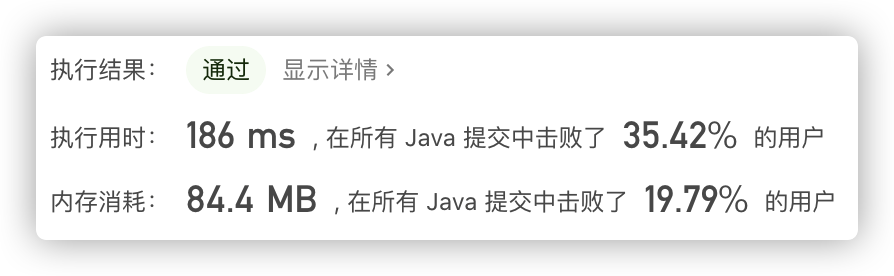 执行结果： 通过 显示详情 >
执行用时： 186 ms , 在所有 Java 提交中击败了 35.42% 的用户
内存消耗： 84.4 MB , 在所有 Java 提交中击败了 19.79% 的用户